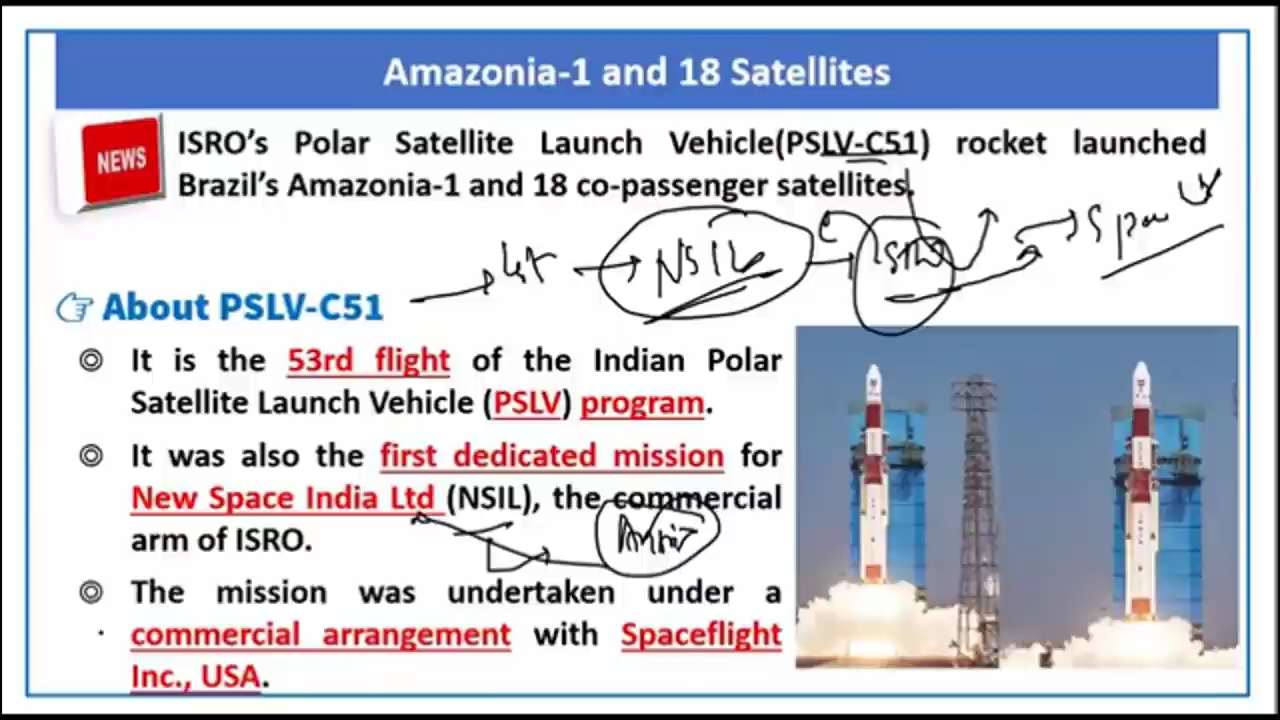 Amazonia-1 and 18 Satellites
NEWS
ISRO’s Polar Satellite Launch Vehicle(PSLV-C51) rocket launched
Brazil’s Amazonia-1 and 18 co-passenger satellites.
1st NSIL
About PSLV-C51
It is the 53rd flight of the Indian Polar
Satellite Launch Vehicle (PSLV) program.
It was also the first dedicated mission for
New Space India Ltd (NSIL), the commercial
arm of ISRO.
The mission was undertaken under a
commercial arrangement with Spaceflight
Inc., USA.